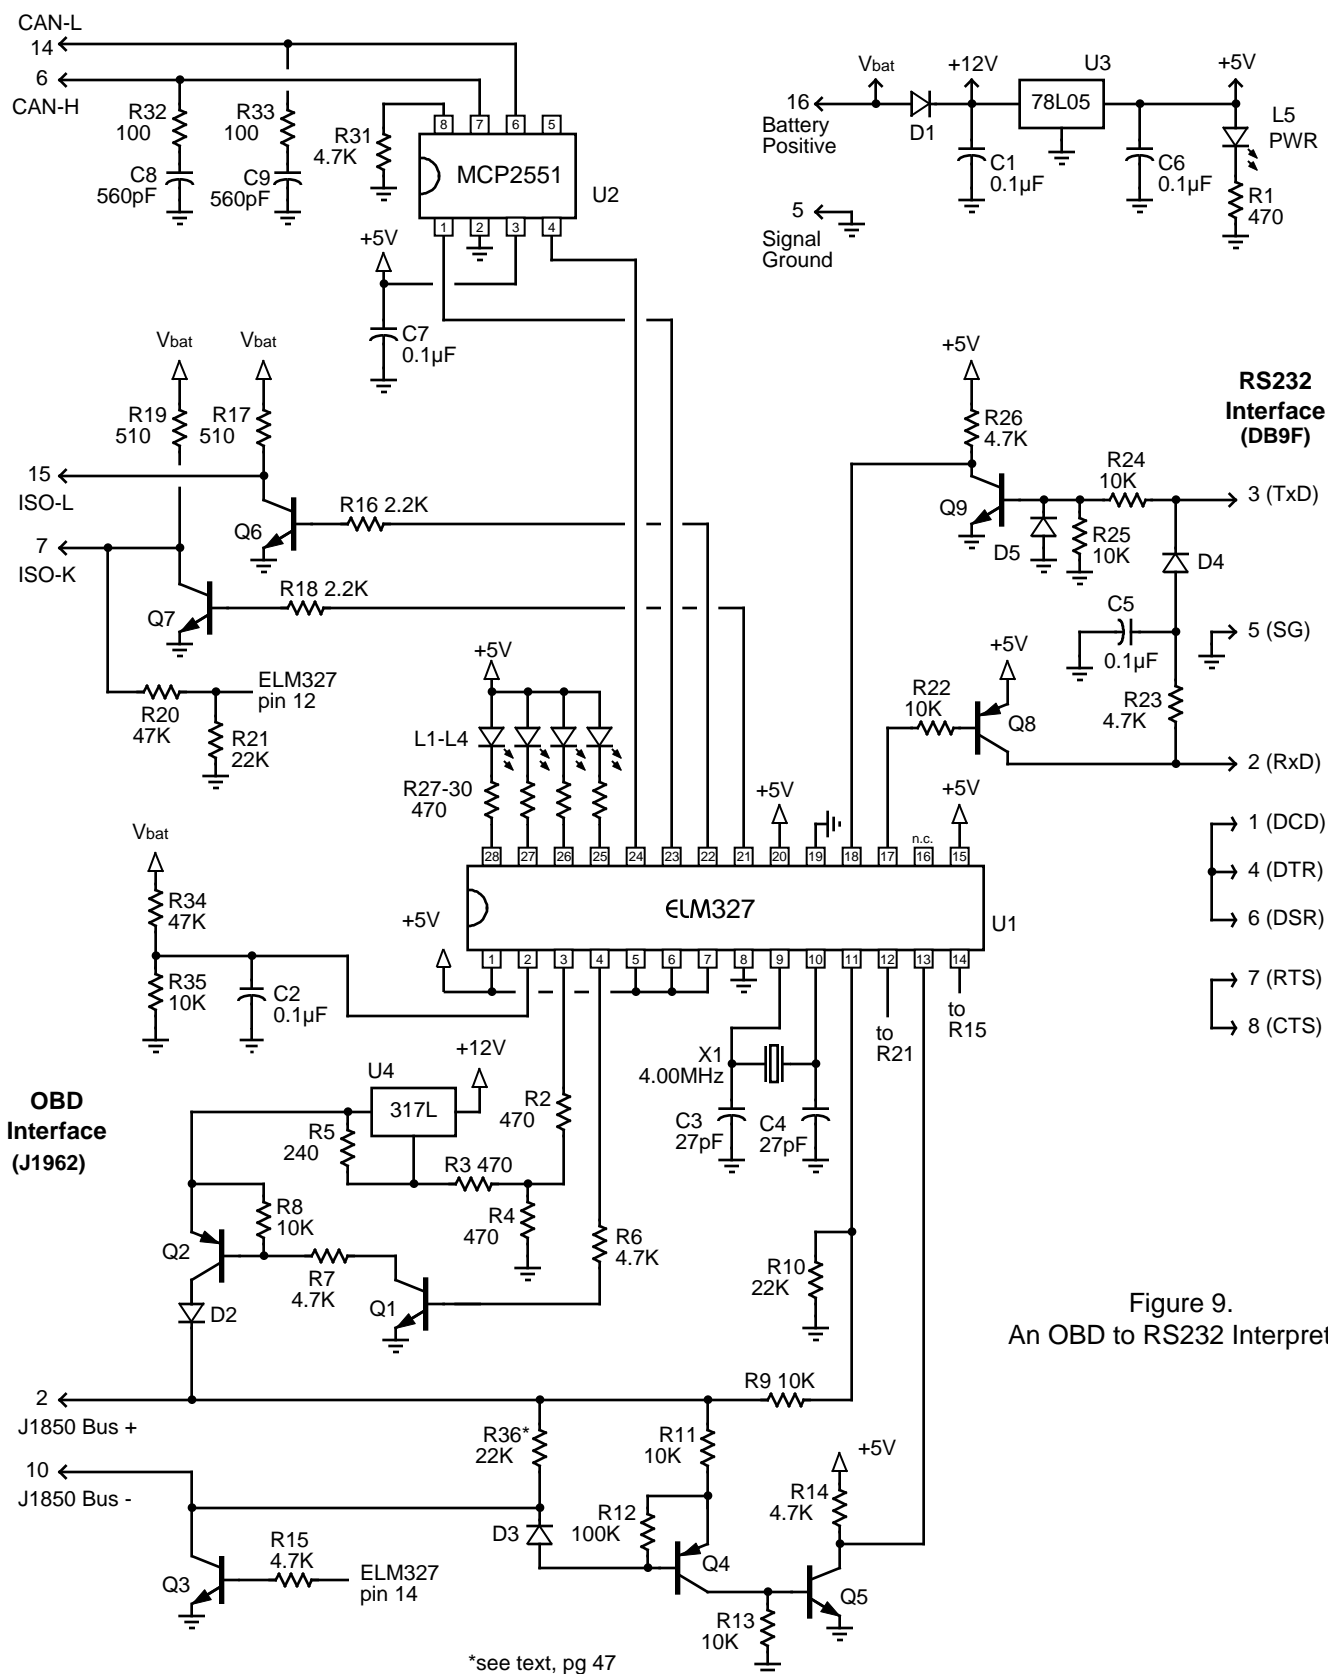 CAN-L
14
6
CAN-H
R32
100
R33
100
C8
560pF
C9
560pF
R31
4.7K
8
7
6
5
MCP2551
U2
1
2
3
4
+5V
C7
0.1µF
Vbat
+12V
U3
+5V
16
Battery
Positive
D1
78L05
L5
PWR
C1
0.1µF
C6
0.1µF
R1
470
5
Signal
Ground
Vbat
Vbat
R19
510
R17
510
15
ISO-L
Q6
R16 2.2K
7
ISO-K
Q7
R18 2.2K
R20
47K
R21
22K
ELM327
pin 12
+5V
L1-L4
R27-30
470
+5V
R26
4.7K
RS232
Interface
(DB9F)
R24
10K
3 (TxD)
Q9
D5
R25
10K
D4
C5
0.1µF
5 (SG)
+5V
R22
10K
Q8
R23
4.7K
2 (RxD)
+5V
+5V
1 (DCD)
4 (DTR)
6 (DSR)
7 (RTS)
8 (CTS)
n.c.
28
27
26
25
24
23
22
21
20
19
18
17
16
15
ELM327
U1
+5V
1
2
3
4
5
6
7
8
9
10
11
12
13
14
to
R21
to
R15
Vbat
R34
47K
R35
10K
C2
0.1µF
X1
4.00MHz
C3
27pF
C4
27pF
OBD
Interface
(J1962)
U4
+12V
317L
R5
240
R2
470
R3 470
R4
470
R8
10K
Q2
R7
4.7K
Q1
R6
4.7K
D2
R10
22K
Figure 9.
An OBD to RS232 Interpret
2
J1850 Bus +
R9 10K
R36*
22K
R11
10K
10
J1850 Bus -
D3
R12
100K
+5V
R14
4.7K
Q3
R15
4.7K
ELM327
pin 14
Q4
Q5
R13
10K
*see text, pg 47